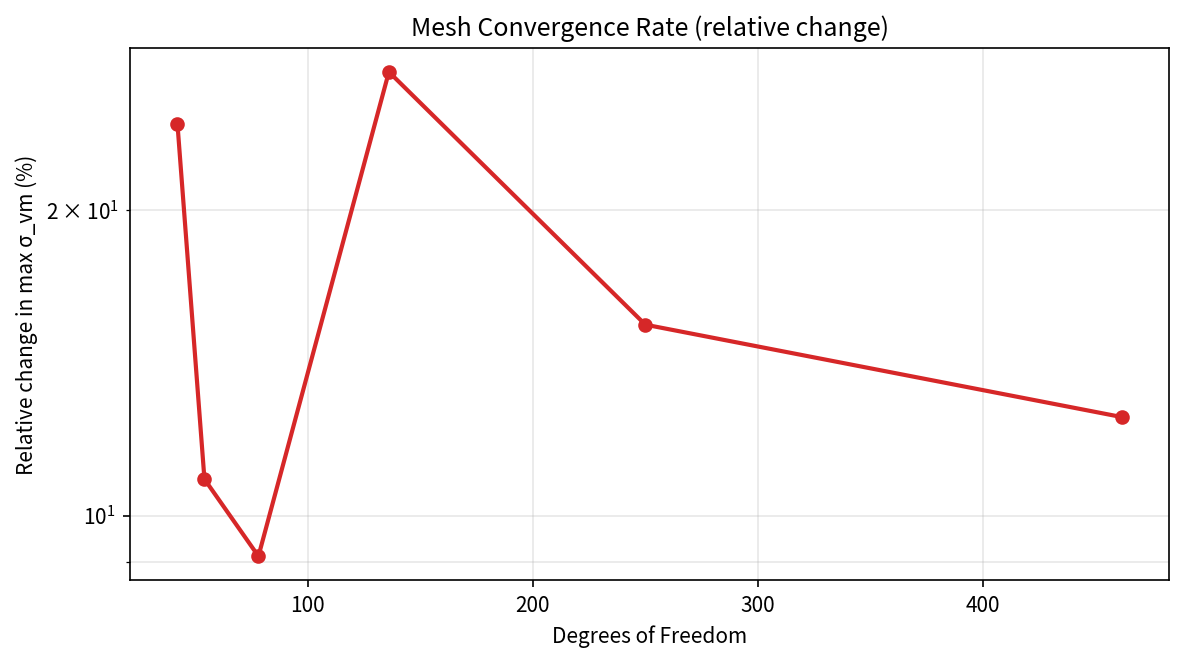 Mesh Convergence Rate (relative change)
Relative change in max σ_vm (%)
2 × 10¹
10¹
100 200 300 400
Degrees of Freedom